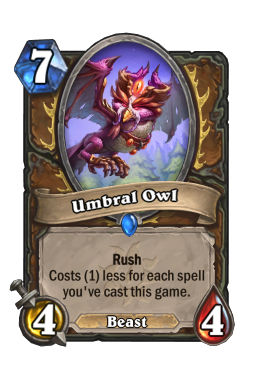 7
Umbral Owl
Rush
Costs (1) less for each spell
you've cast this game.
4
Beast
4